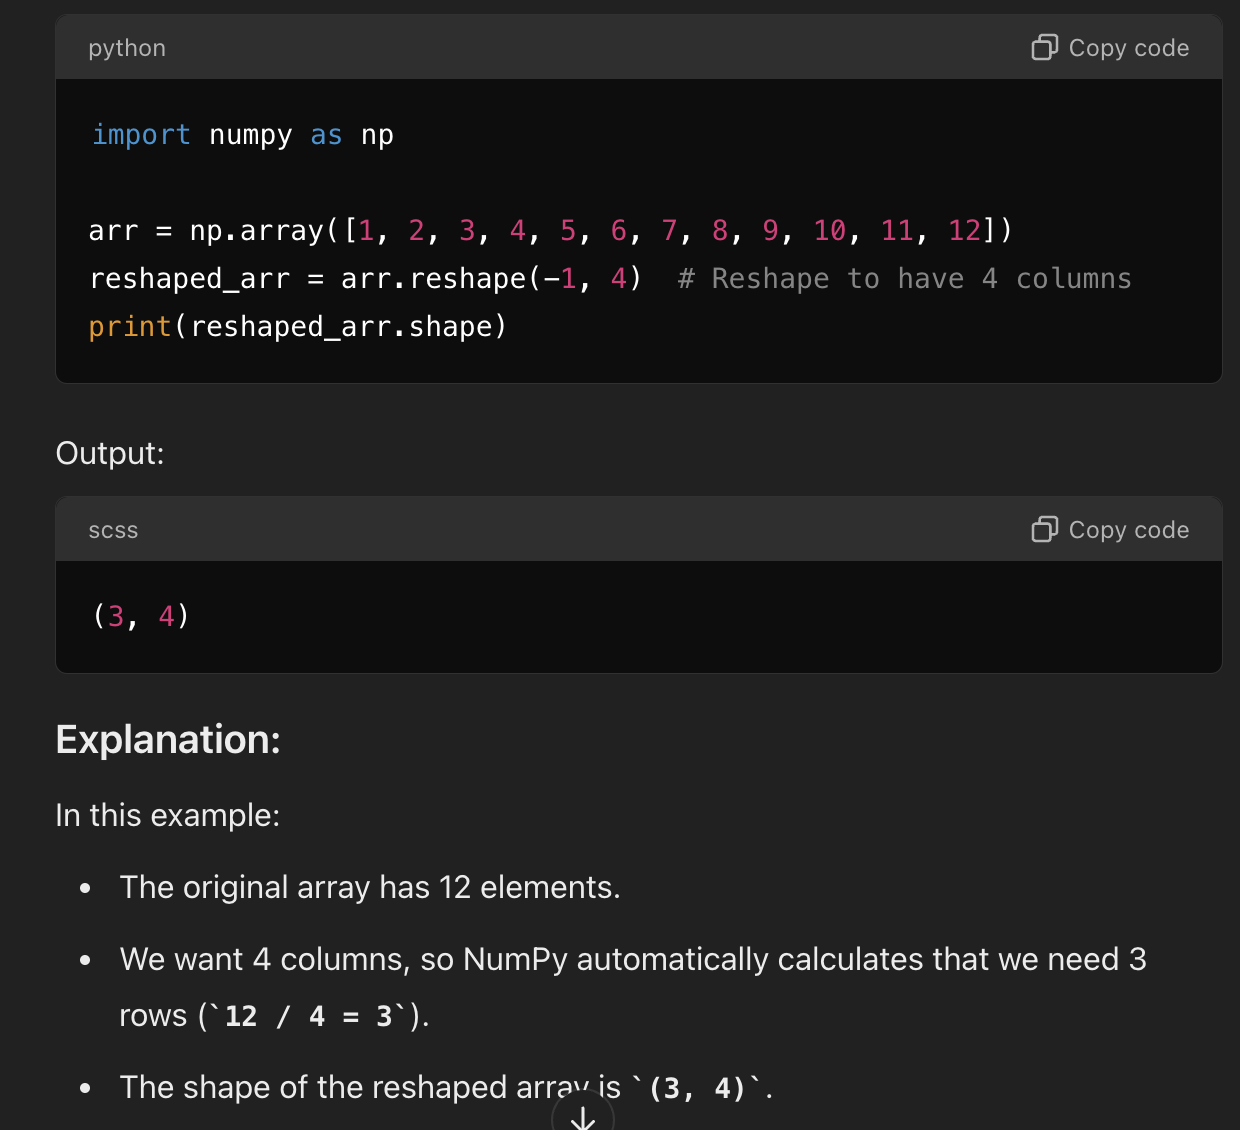 python
Copy code
import numpy as np
arr = np.array([1, 2, 3, 4, 5, 6, 7, 8, 9, 10, 11, 12])
reshaped_arr = arr.reshape(-1, 4)  # Reshape to have 4 columns
print(reshaped_arr.shape)
Output:
scss
Copy code
(3, 4)
Explanation:
In this example:
• The original array has 12 elements.
• We want 4 columns, so NumPy automatically calculates that we need 3
rows (`12 / 4 = 3`).
• The shape of the reshaped array is `(3, 4)`.